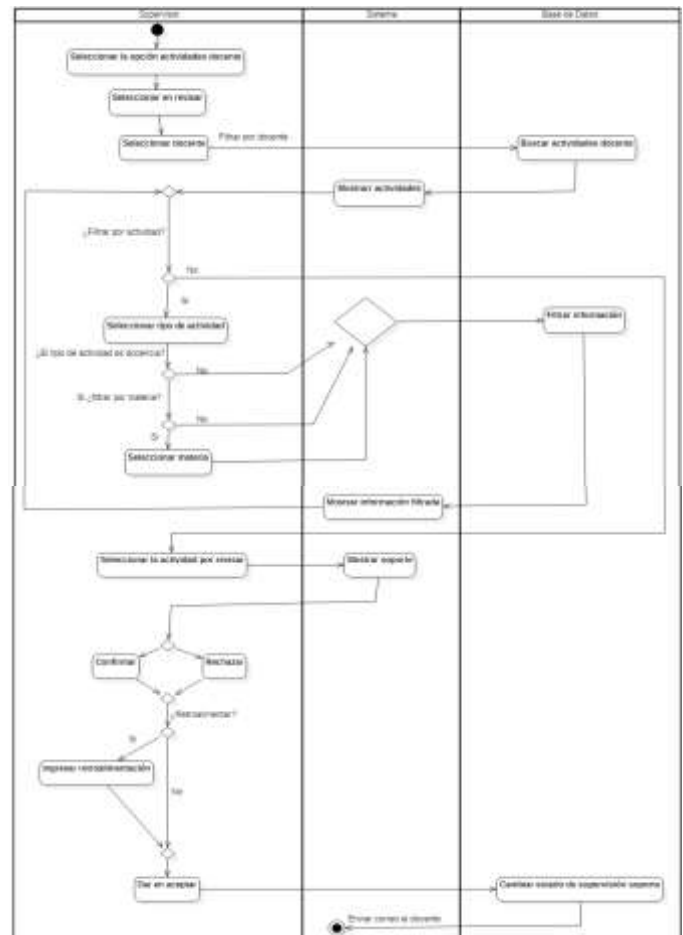 Supervisor Sistema Base de Datos
Seleccionar la opción actividades docente
Seleccionar en revisar
Seleccionar docente
Filtrar por docente
Buscar actividades docente
Mostrar actividades
¿Filtrar por actividad?
No
Si
Seleccionar tipo de actividad
Filtrar información
¿El tipo de actividad es docencia?
No
Si ¿filtrar por materia?
No
Si
Seleccionar materia
Mostrar información filtrada
Seleccionar la actividad por revisar
Mostrar soporte
Confirmar
Rechazar
¿Retroalimentar?
Si
Ingresar retroalimentación
No
Dar en aceptar
Cambiar estado de supervisión soporte
Enviar correo al docente